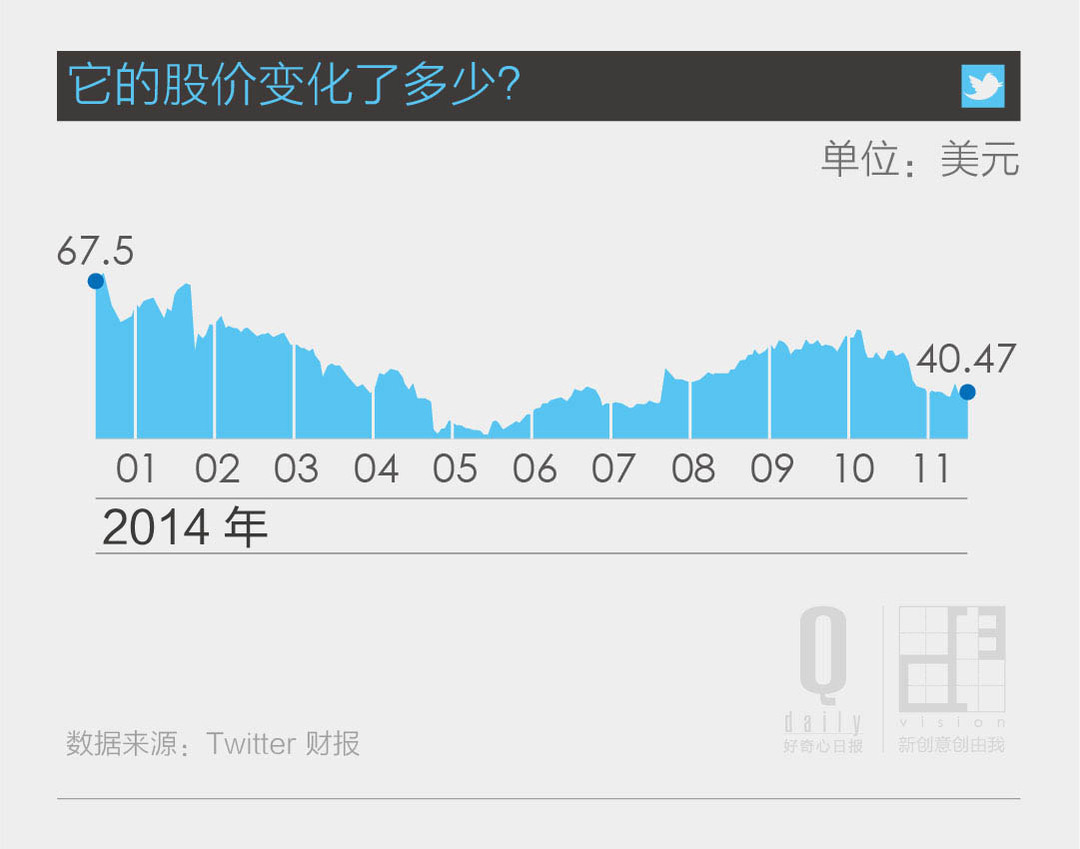 它的股价变化了多少？
单位：美元
67.5
40.47
01 02 03 04 05 06 07 08 09 10 11
2014 年
Q
daily
好奇心日报
vision
新创意创由我
数据来源：Twitter 财报